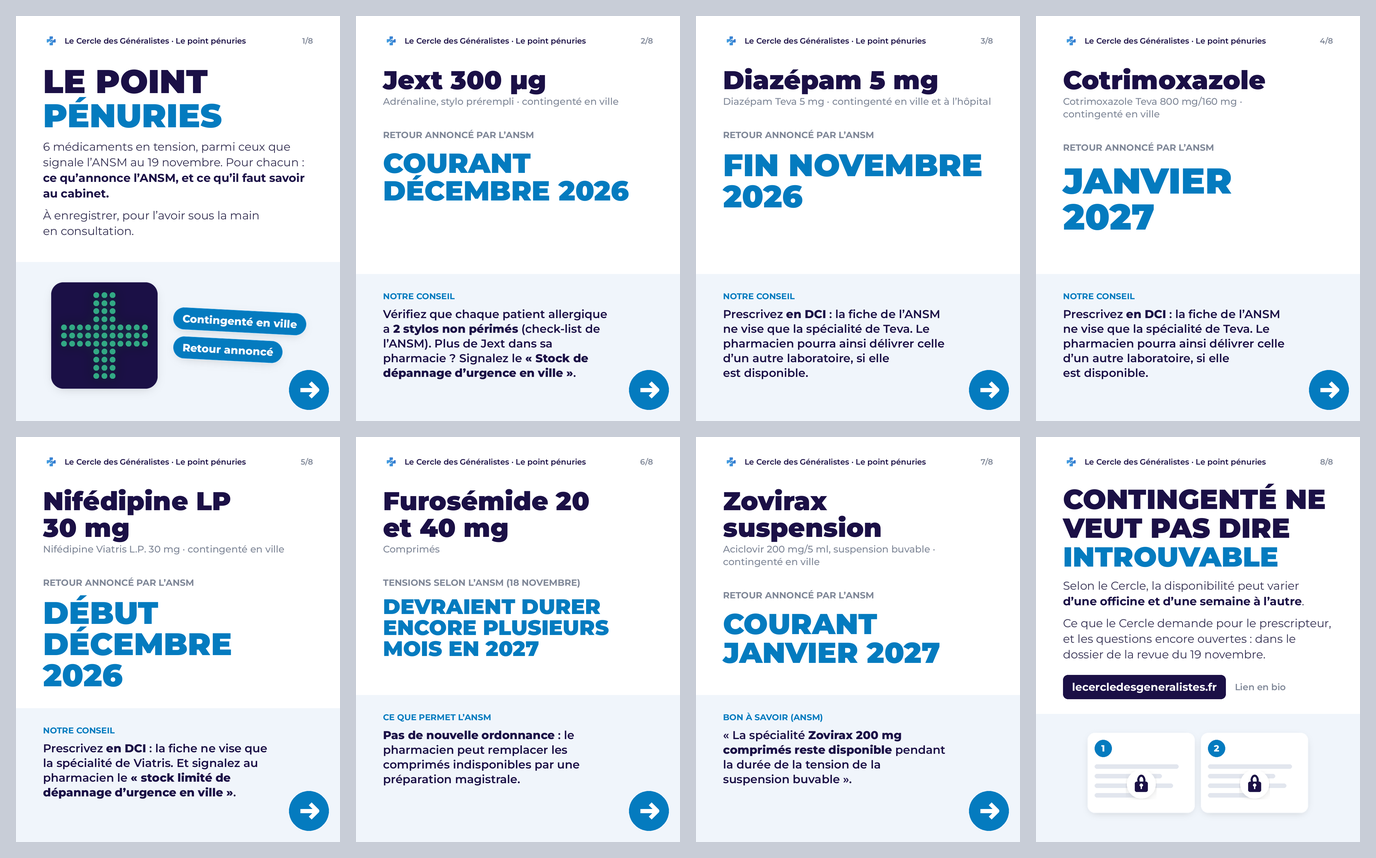 Le Cercle des Généralistes · Le point pénuries
1/8
LE POINT
PÉNURIES
6 médicaments en tension, parmi ceux que
signale l’ANSM au 19 novembre. Pour chacun :
ce qu’annonce l’ANSM, et ce qu’il faut savoir
au cabinet.
À enregistrer, pour l’avoir sous la main
en consultation.
Contingenté en ville
Retour annoncé
Le Cercle des Généralistes · Le point pénuries
2/8
Jext 300 µg
Adrénaline, stylo prérempli · contingenté en ville
RETOUR ANNONCÉ PAR L’ANSM
COURANT
DÉCEMBRE 2026
NOTRE CONSEIL
Vérifiez que chaque patient allergique
a 2 stylos non périmés (check-list de
l’ANSM). Plus de Jext dans sa
pharmacie ? Signalez le « Stock de
dépannage d’urgence en ville ».
Le Cercle des Généralistes · Le point pénuries
3/8
Diazépam 5 mg
Diazépam Teva 5 mg · contingenté en ville et à l’hôpital
RETOUR ANNONCÉ PAR L’ANSM
FIN NOVEMBRE
2026
NOTRE CONSEIL
Prescrivez en DCI : la fiche de l’ANSM
ne vise que la spécialité de Teva. Le
pharmacien pourra ainsi délivrer celle
d’un autre laboratoire, si elle
est disponible.
Le Cercle des Généralistes · Le point pénuries
4/8
Cotrimoxazole
Cotrimoxazole Teva 800 mg/160 mg ·
contingenté en ville
RETOUR ANNONCÉ PAR L’ANSM
JANVIER
2027
NOTRE CONSEIL
Prescrivez en DCI : la fiche de l’ANSM
ne vise que la spécialité de Teva. Le
pharmacien pourra ainsi délivrer celle
d’un autre laboratoire, si elle
est disponible.
Le Cercle des Généralistes · Le point pénuries
5/8
Nifédipine LP
30 mg
Nifédipine Viatris L.P. 30 mg · contingenté en ville
RETOUR ANNONCÉ PAR L’ANSM
DÉBUT
DÉCEMBRE
2026
NOTRE CONSEIL
Prescrivez en DCI : la fiche ne vise que
la spécialité de Viatris. Et signalez au
pharmacien le « stock limité de
dépannage d’urgence en ville ».
Le Cercle des Généralistes · Le point pénuries
6/8
Furosémide 20
et 40 mg
Comprimés
TENSIONS SELON L’ANSM (18 NOVEMBRE)
DEVRAIENT DURER
ENCORE PLUSIEURS
MOIS EN 2027
CE QUE PERMET L’ANSM
Pas de nouvelle ordonnance : le
pharmacien peut remplacer les
comprimés indisponibles par une
préparation magistrale.
Le Cercle des Généralistes · Le point pénuries
7/8
Zovirax
suspension
Aciclovir 200 mg/5 ml, suspension buvable ·
contingenté en ville
RETOUR ANNONCÉ PAR L’ANSM
COURANT
JANVIER 2027
BON À SAVOIR (ANSM)
« La spécialité Zovirax 200 mg
comprimés reste disponible pendant
la durée de la tension de la
suspension buvable ».
Le Cercle des Généralistes · Le point pénuries
8/8
CONTINGENTÉ NE
VEUT PAS DIRE
INTROUVABLE
Selon le Cercle, la disponibilité peut varier
d’une officine et d’une semaine à l’autre.
Ce que le Cercle demande pour le prescripteur,
et les questions encore ouvertes : dans le
dossier de la revue du 19 novembre.
lecercledesgeneralistes.fr
Lien en bio
1
2